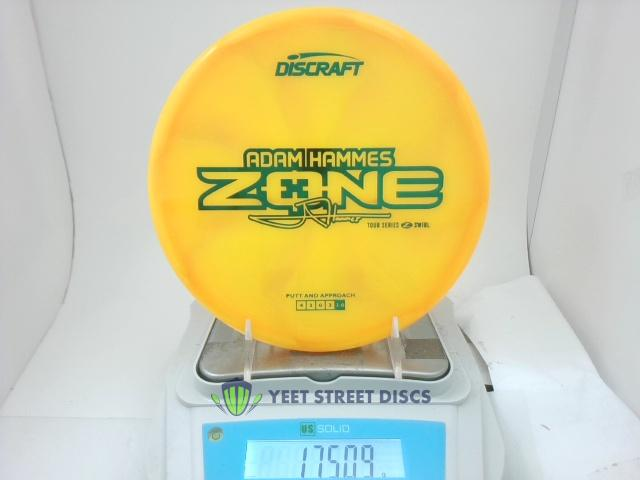 DISCRAFT
ADAM HAMMES
ZONE
TOUR SERIES Z SWIRL
PUTT AND APPROACH
YEET STREET DISCS
US SOLID
175.09 g